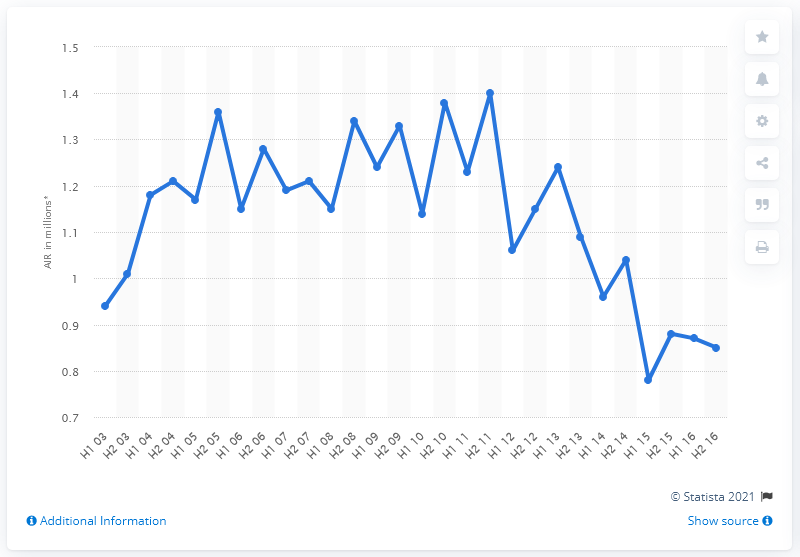 1.5
1.4
1.3
1.2
1.1
1
0.9
0.8
0.7
AIR in millions*
H1 03
H2 03
H1 04
H2 04
H1 05
H2 05
H1 06
H2 06
H1 07
H2 07
H1 08
H2 08
H1 09
H2 09
H1 10
H2 10
H1 11
H2 11
H1 12
H2 12
H1 13
H2 13
H1 14
H2 14
H1 15
H2 15
H1 16
H2 16
© Statista 2021
Additional Information
Show source